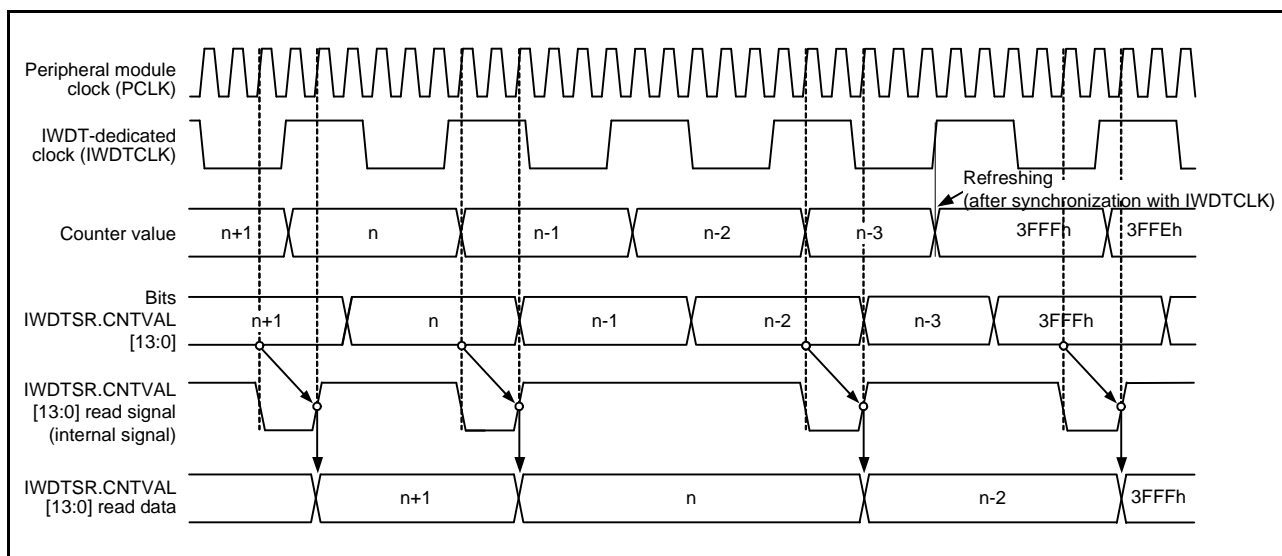 Peripheral module
clock (PCLK)
IWDT-dedicated
clock (IWDTCLK)
Refreshing
(after synchronization with IWDTCLK)
Counter value
n+1
n
n-1
n-2
n-3
3FFFh
3FFEh
Bits
IWDTSR.CNTVAL
[13:0]
n+1
n
n-1
n-2
n-3
3FFFh
IWDTSR.CNTVAL
[13:0] read signal
(internal signal)
IWDTSR.CNTVAL
[13:0] read data
n+1
n
n-2
3FFFh